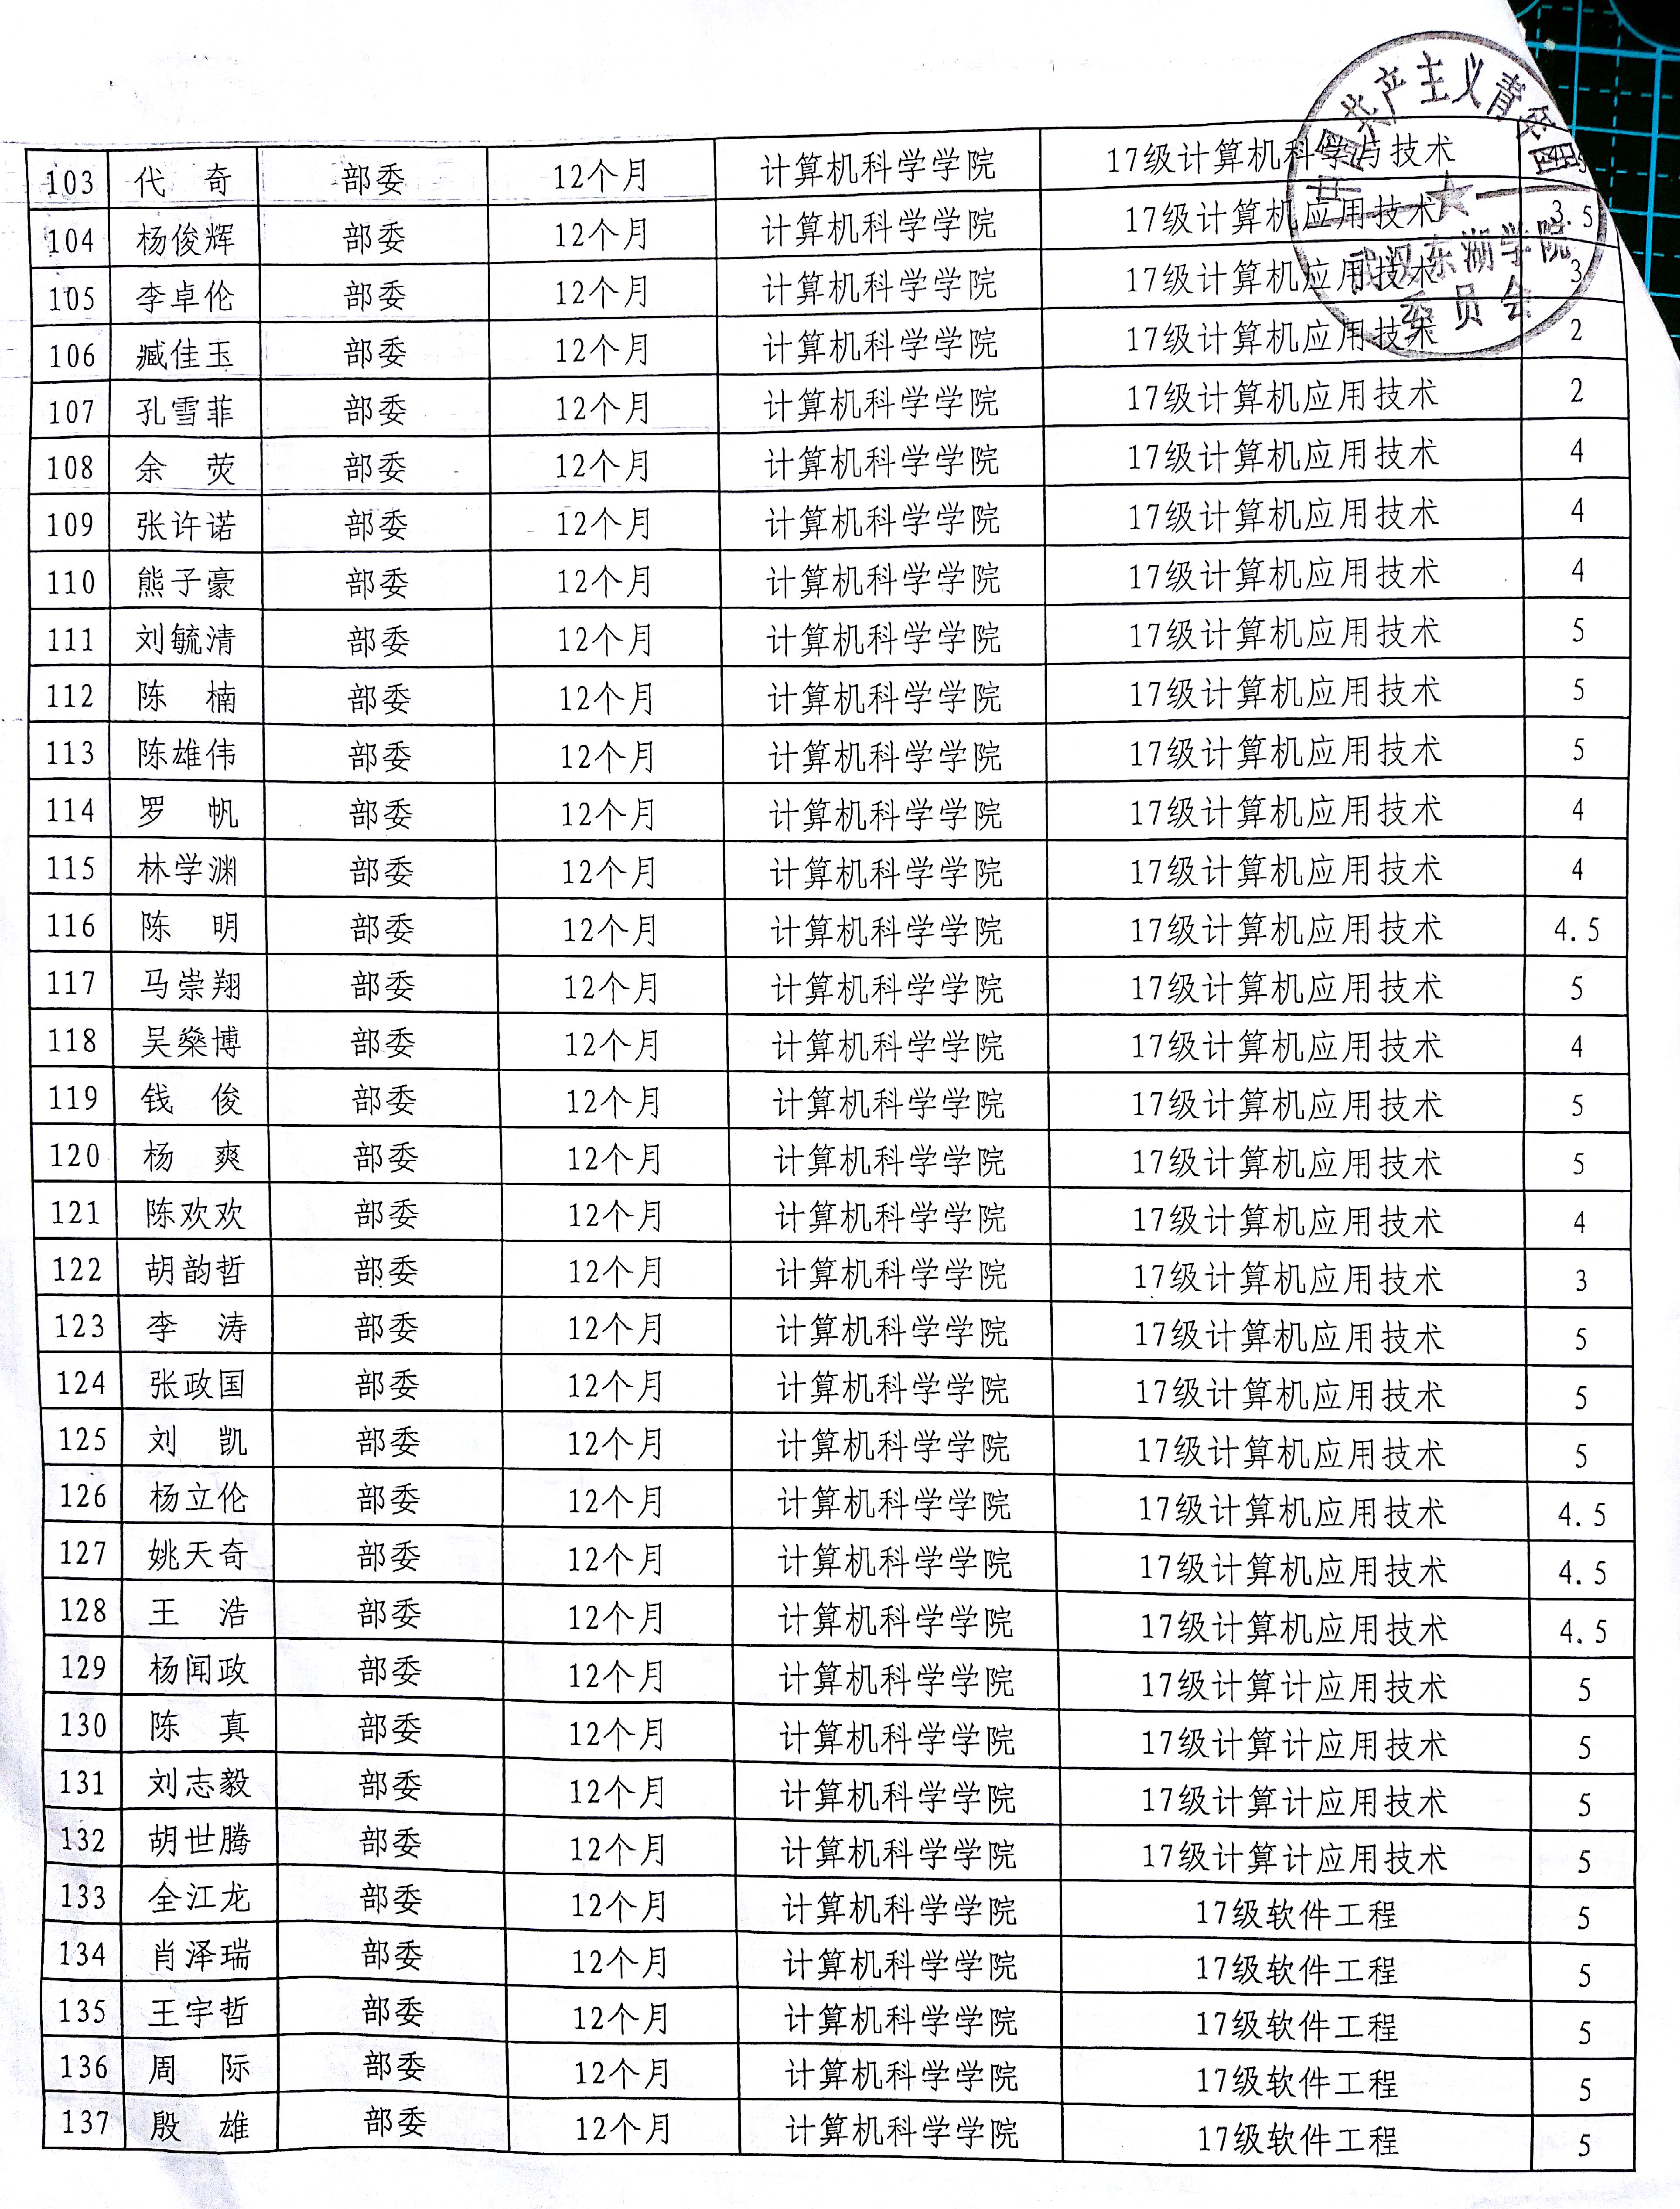 中国共产主义青年团
武汉东湖学院
委员会
103 代 奇 部委 12个月 计算机科学学院 17级计算机科学与技术
104 杨俊辉 部委 12个月 计算机科学学院 17级计算机应用技术 3.5
105 李卓伦 部委 12个月 计算机科学学院 17级计算机应用技术 3
106 臧佳玉 部委 12个月 计算机科学学院 17级计算机应用技术 2
107 孔雪菲 部委 12个月 计算机科学学院 17级计算机应用技术 2
108 余 荧 部委 12个月 计算机科学学院 17级计算机应用技术 4
109 张许诺 部委 12个月 计算机科学学院 17级计算机应用技术 4
110 熊子豪 部委 12个月 计算机科学学院 17级计算机应用技术 4
111 刘毓清 部委 12个月 计算机科学学院 17级计算机应用技术 5
112 陈 楠 部委 12个月 计算机科学学院 17级计算机应用技术 5
113 陈雄伟 部委 12个月 计算机科学学院 17级计算机应用技术 5
114 罗 帆 部委 12个月 计算机科学学院 17级计算机应用技术 4
115 林学渊 部委 12个月 计算机科学学院 17级计算机应用技术 4
116 陈 明 部委 12个月 计算机科学学院 17级计算机应用技术 4.5
117 马崇翔 部委 12个月 计算机科学学院 17级计算机应用技术 5
118 吴燊博 部委 12个月 计算机科学学院 17级计算机应用技术 4
119 钱 俊 部委 12个月 计算机科学学院 17级计算机应用技术 5
120 杨 爽 部委 12个月 计算机科学学院 17级计算机应用技术 5
121 陈欢欢 部委 12个月 计算机科学学院 17级计算机应用技术 4
122 胡韵哲 部委 12个月 计算机科学学院 17级计算机应用技术 3
123 李 涛 部委 12个月 计算机科学学院 17级计算机应用技术 5
124 张政国 部委 12个月 计算机科学学院 17级计算机应用技术 5
125 刘 凯 部委 12个月 计算机科学学院 17级计算机应用技术 5
126 杨立伦 部委 12个月 计算机科学学院 17级计算机应用技术 4.5
127 姚天奇 部委 12个月 计算机科学学院 17级计算机应用技术 4.5
128 王 浩 部委 12个月 计算机科学学院 17级计算机应用技术 4.5
129 杨闻政 部委 12个月 计算机科学学院 17级计算计应用技术 5
130 陈 真 部委 12个月 计算机科学学院 17级计算计应用技术 5
131 刘志毅 部委 12个月 计算机科学学院 17级计算计应用技术 5
132 胡世腾 部委 12个月 计算机科学学院 17级计算计应用技术 5
133 全江龙 部委 12个月 计算机科学学院 17级软件工程 5
134 肖泽瑞 部委 12个月 计算机科学学院 17级软件工程 5
135 王宇哲 部委 12个月 计算机科学学院 17级软件工程 5
136 周 际 部委 12个月 计算机科学学院 17级软件工程 5
137 殷 雄 部委 12个月 计算机科学学院 17级软件工程 5